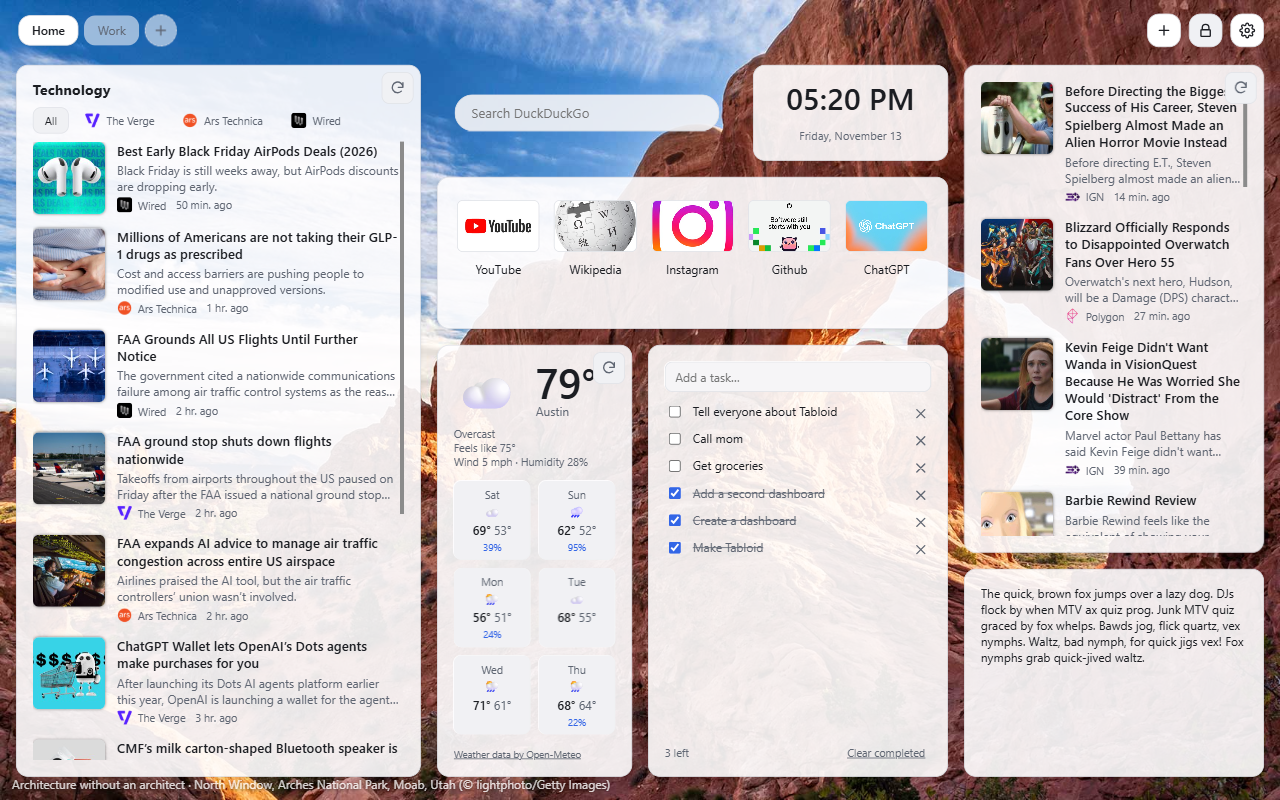 Home
Work
Technology
All
The Verge
Ars Technica
Wired
Best Early Black Friday AirPods Deals (2026)
Black Friday is still weeks away, but AirPods discounts
are dropping early.
Wired 50 min. ago
Millions of Americans are not taking their GLP-
1 drugs as prescribed
Cost and access barriers are pushing people to
modified use and unapproved versions.
Ars Technica 1 hr. ago
FAA Grounds All US Flights Until Further
Notice
The government cited a nationwide communications
failure among air traffic control systems as the reas...
Wired 2 hr. ago
FAA ground stop shuts down flights
nationwide
Takeoffs from airports throughout the US paused on
Friday after the FAA issued a national ground stop...
The Verge 2 hr. ago
FAA expands AI advice to manage air traffic
congestion across entire US airspace
Airlines praised the AI tool, but the air traffic
controllers' union wasn't involved.
Ars Technica 2 hr. ago
ChatGPT Wallet lets OpenAI's Dots agents
make purchases for you
After launching its Dots AI agents platform earlier
this year, OpenAI is launching a wallet for the agent...
The Verge 3 hr. ago
CMF's milk carton-shaped Bluetooth speaker is
Search DuckDuckGo
05:20 PM
Friday, November 13
YouTube
Software still
starts with you
ChatGPT
YouTube
Wikipedia
Instagram
Github
ChatGPT
79°
Austin
Overcast
Feels like 75°
Wind 5 mph · Humidity 28%
Sat
69° 53°
39%
Sun
62° 52°
95%
Mon
56° 51°
24%
Tue
68° 55°
Wed
71° 61°
Thu
68° 64°
22%
Weather data by Open-Meteo
Add a task...
Tell everyone about Tabloid
Call mom
Get groceries
Add a second dashboard
Create a dashboard
Make Tabloid
3 left
Clear completed
Before Directing the Bigges
Success of His Career, Steven
Spielberg Almost Made an
Alien Horror Movie Instead
Before directing E.T., Steven
Spielberg almost made an alien...
IGN 14 min. ago
Blizzard Officially Responds
to Disappointed Overwatch
Fans Over Hero 55
Overwatch's next hero, Hudson,
will be a Damage (DPS) charact...
Polygon 27 min. ago
Kevin Feige Didn't Want
Wanda in VisionQuest
Because He Was Worried She
Would 'Distract' From the
Core Show
Marvel actor Paul Bettany has
said Kevin Feige didn't want...
IGN 39 min. ago
Barbie Rewind Review
Barbie Rewind feels like the
The quick, brown fox jumps over a lazy dog. DJs
flock by when MTV ax quiz prog. Junk MTV quiz
graced by fox whelps. Bawds jog, flick quartz, vex
nymphs. Waltz, bad nymph, for quick jigs vex! Fox
nymphs grab quick-jived waltz.
Architecture without an architect · North Window, Arches National Park, Moab, Utah (© lightphoto/Getty Images)